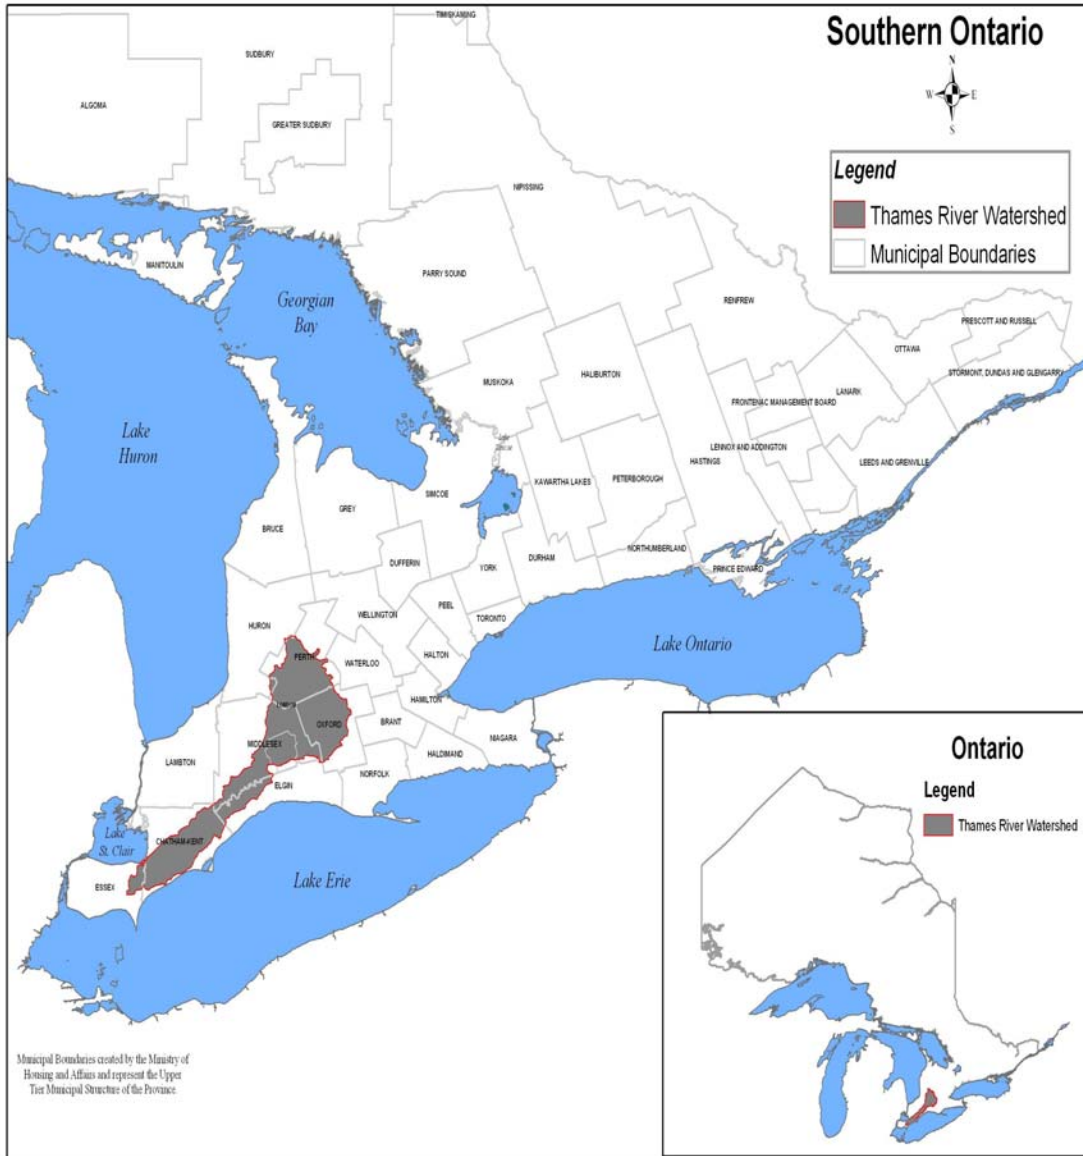 Southern Ontario
N
W
E
S
Legend
Thames River Watershed
Municipal Boundaries
TIMISKAMING
SUDBURY
ALGOMA
GREATER SUDBURY
NIPISSING
MANITOULIN
PARRY SOUND
Georgian
Bay
RENFREW
PRESCOTT AND RUSSELL
OTTAWA
STORMONT, DUNDAS AND GLENGARRY
MUSKOKA
HALIBURTON
LANARK
FRONTENAC MANAGEMENT BOARD
Lake
Huron
LENNOX AND ADDINGTON
HASTINGS
LEEDS AND GRENVILLE
KAWARTHA LAKES
PETERBOROUGH
SIMCOE
GREY
BRUCE
NORTHUMBERLAND
DURHAM
DUFFERIN
YORK
PRINCE EDWARD
PEEL
WELLINGTON
TORONTO
HURON
Lake Ontario
HALTON
PERTH
WATERLOO
HAMILTON
OXFORD
BRANT
NIAGARA
MIDDLESEX
HALDIMAND
LAMBTON
NORFOLK
ELGIN
Lake
St. Clair
CHATHAM-KENT
Lake Erie
ESSEX
Municipal Boundaries created by the Ministry of
Housing and Affairs and represent the Upper
Tier Municipal Strurcture of the Province.
Ontario
Legend
Thames River Watershed